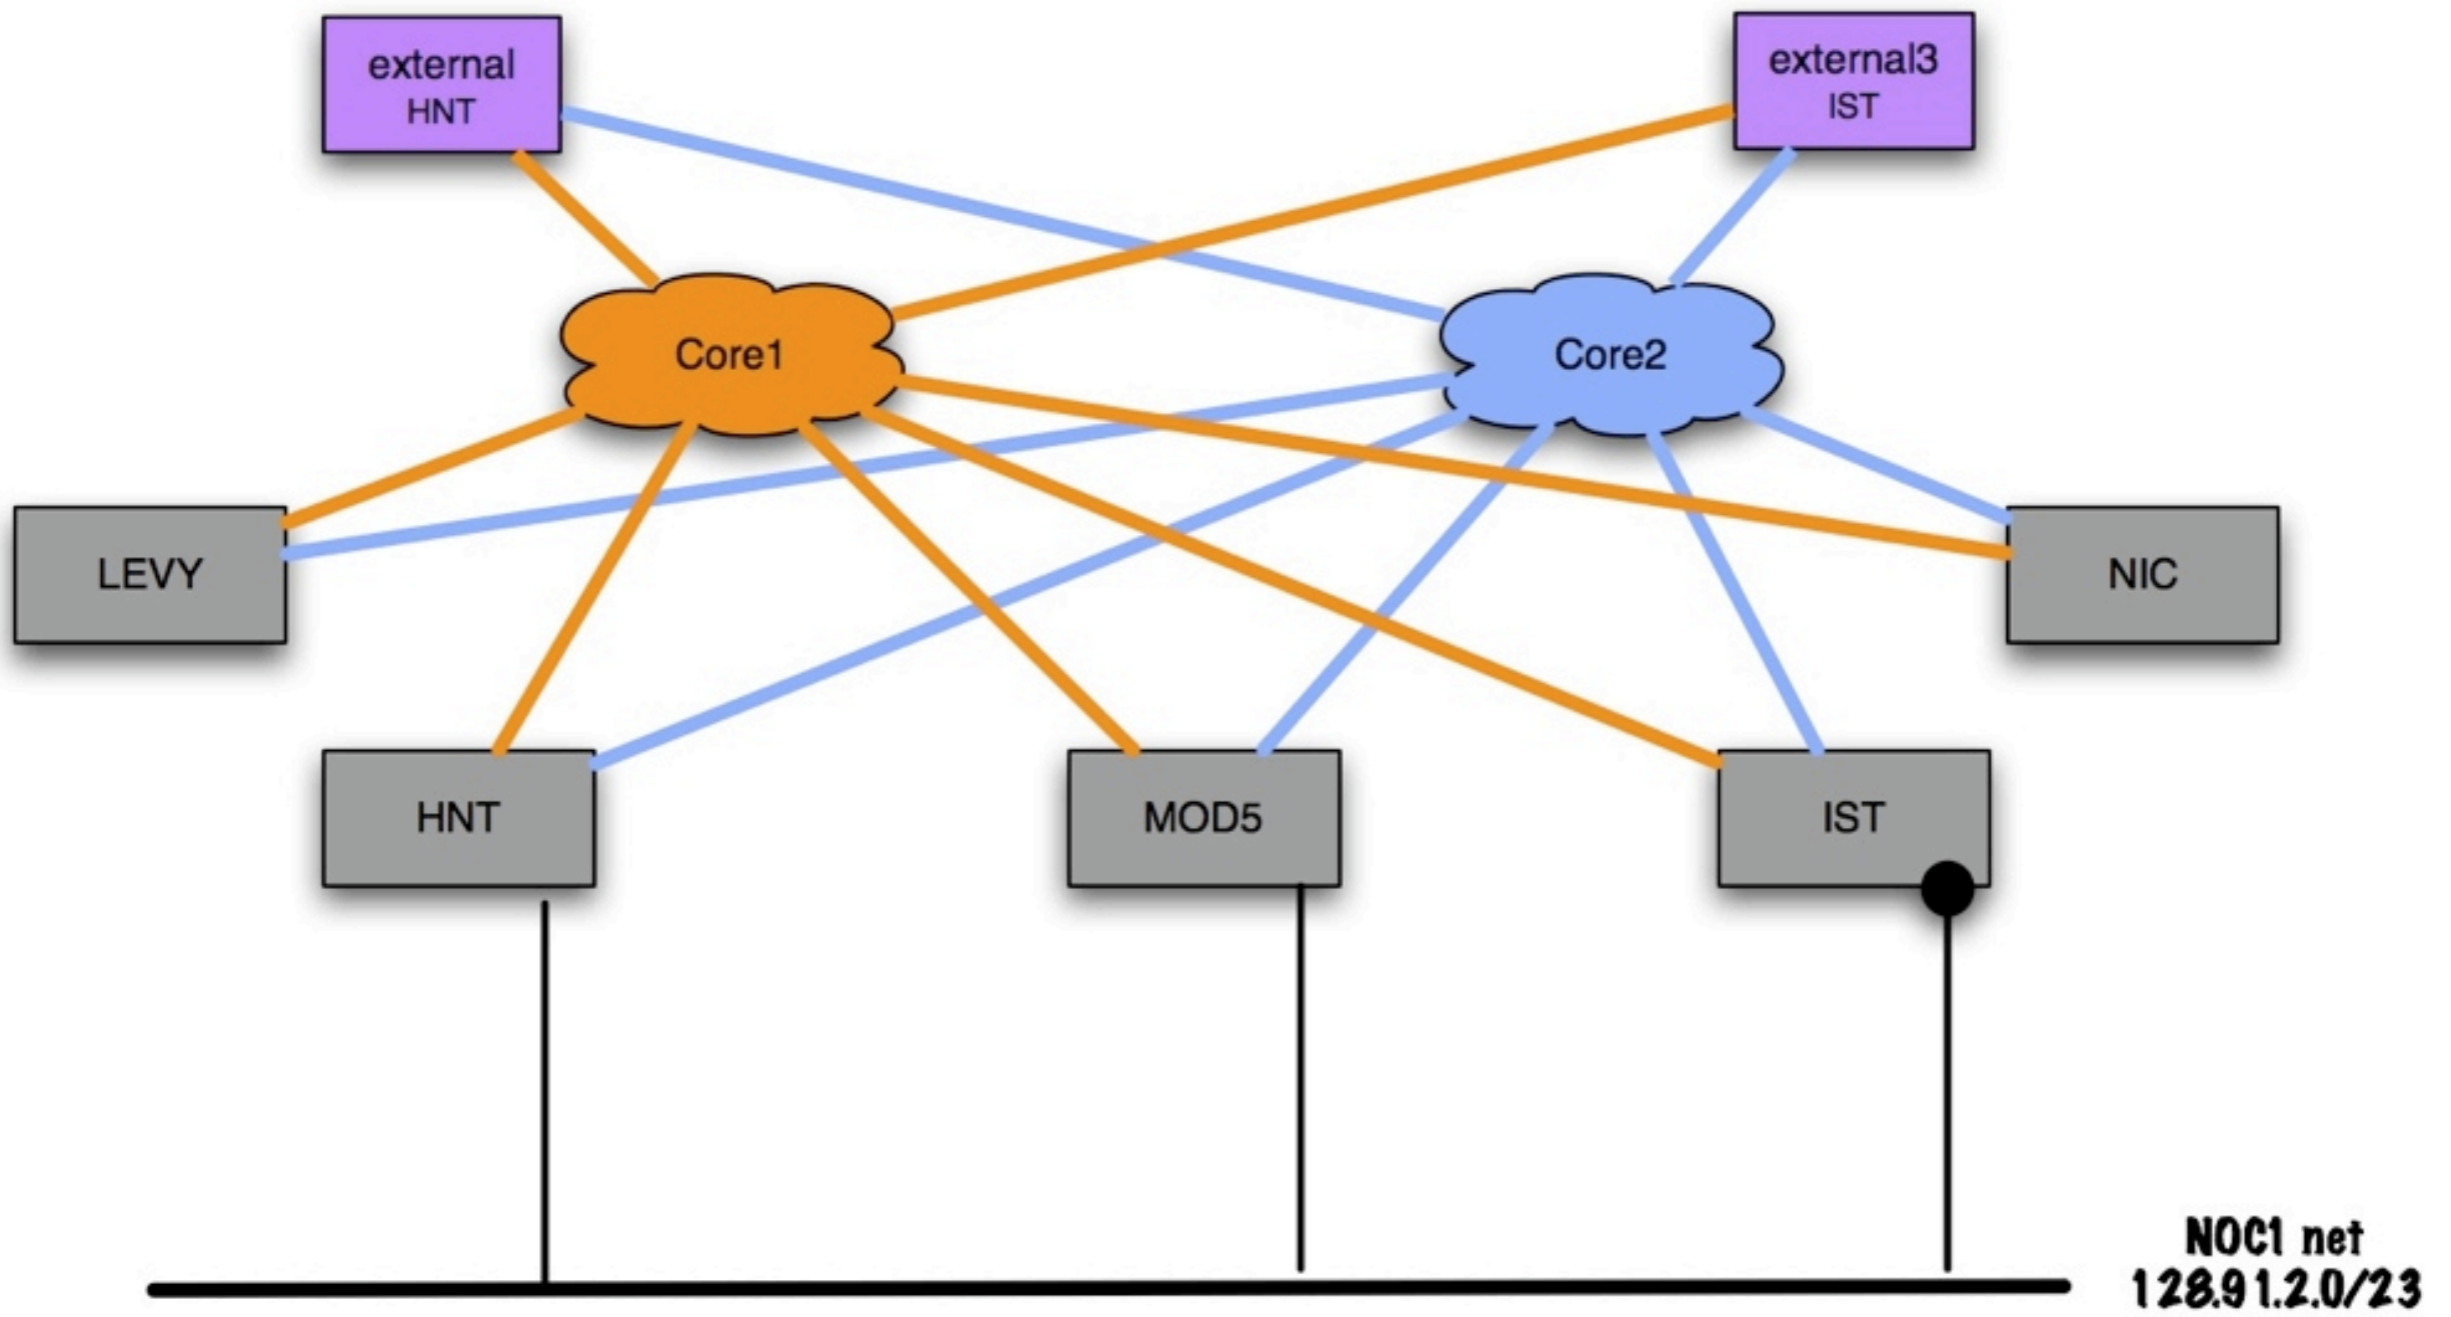 external
HNT
external3
IST
Core1
Core2
LEVY
NIC
HNT
MOD5
IST
NOC1 net
128.91.2.0/23